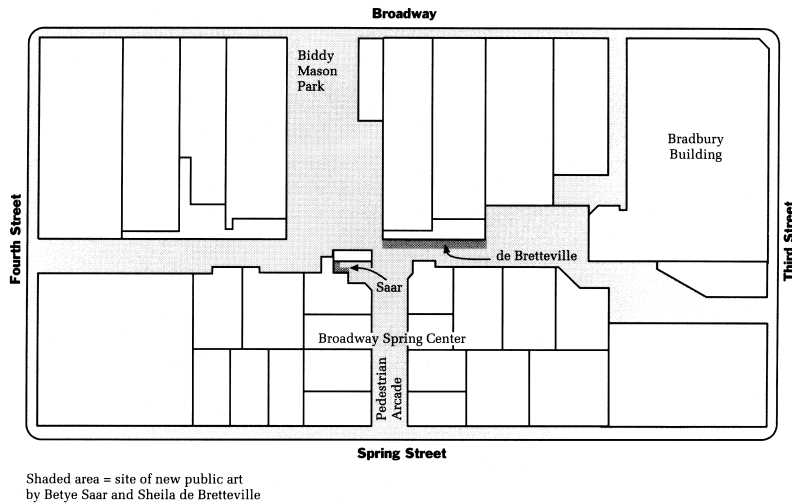 Broadway
Biddy
Mason
Park
Bradbury
Building
Fourth Street
Third Street
de Bretteville
Saar
Broadway Spring Center
Pedestrian
Arcade
Spring Street
Shaded area = site of new public art
by Betye Saar and Sheila de Bretteville